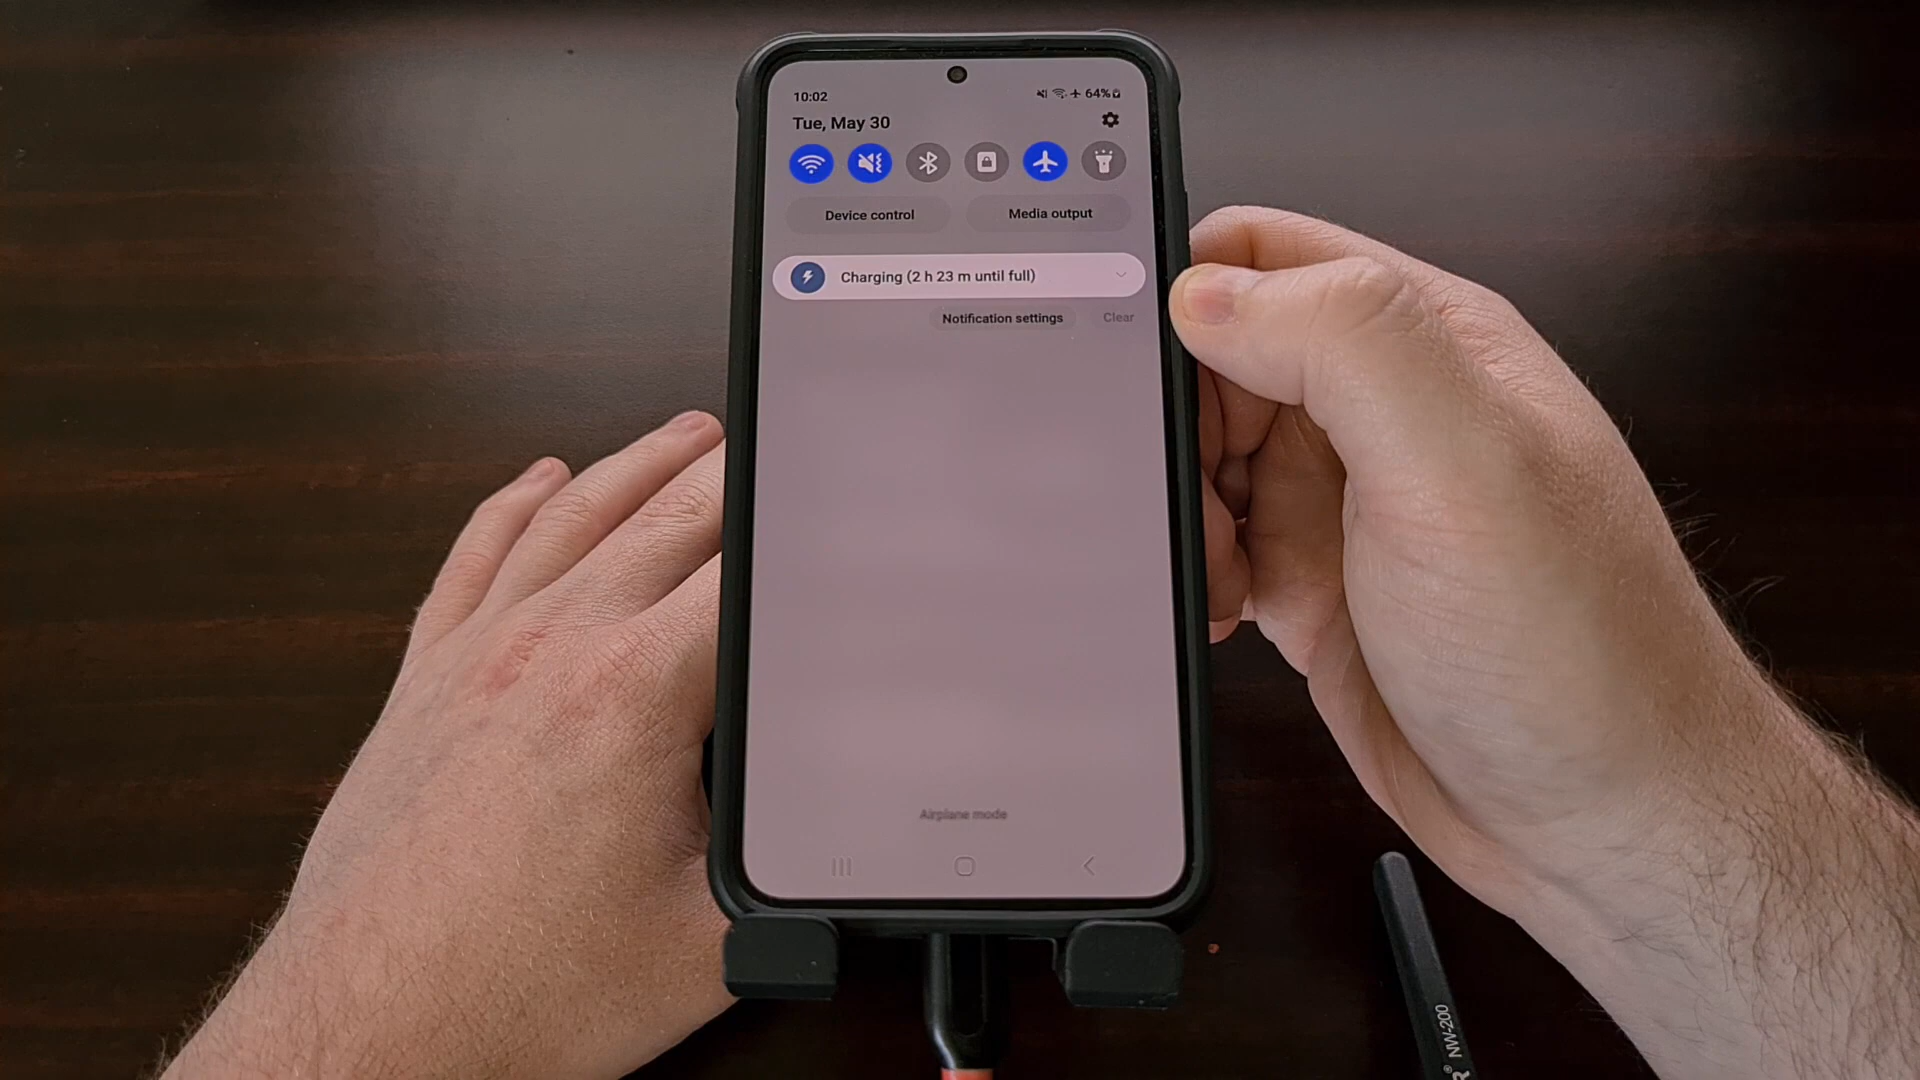 10:02
64%
Tue, May 30
Device control
Media output
Charging (2 h 23 m until full)
Notification settings
Clear
Airplane mode
NW-200
R®